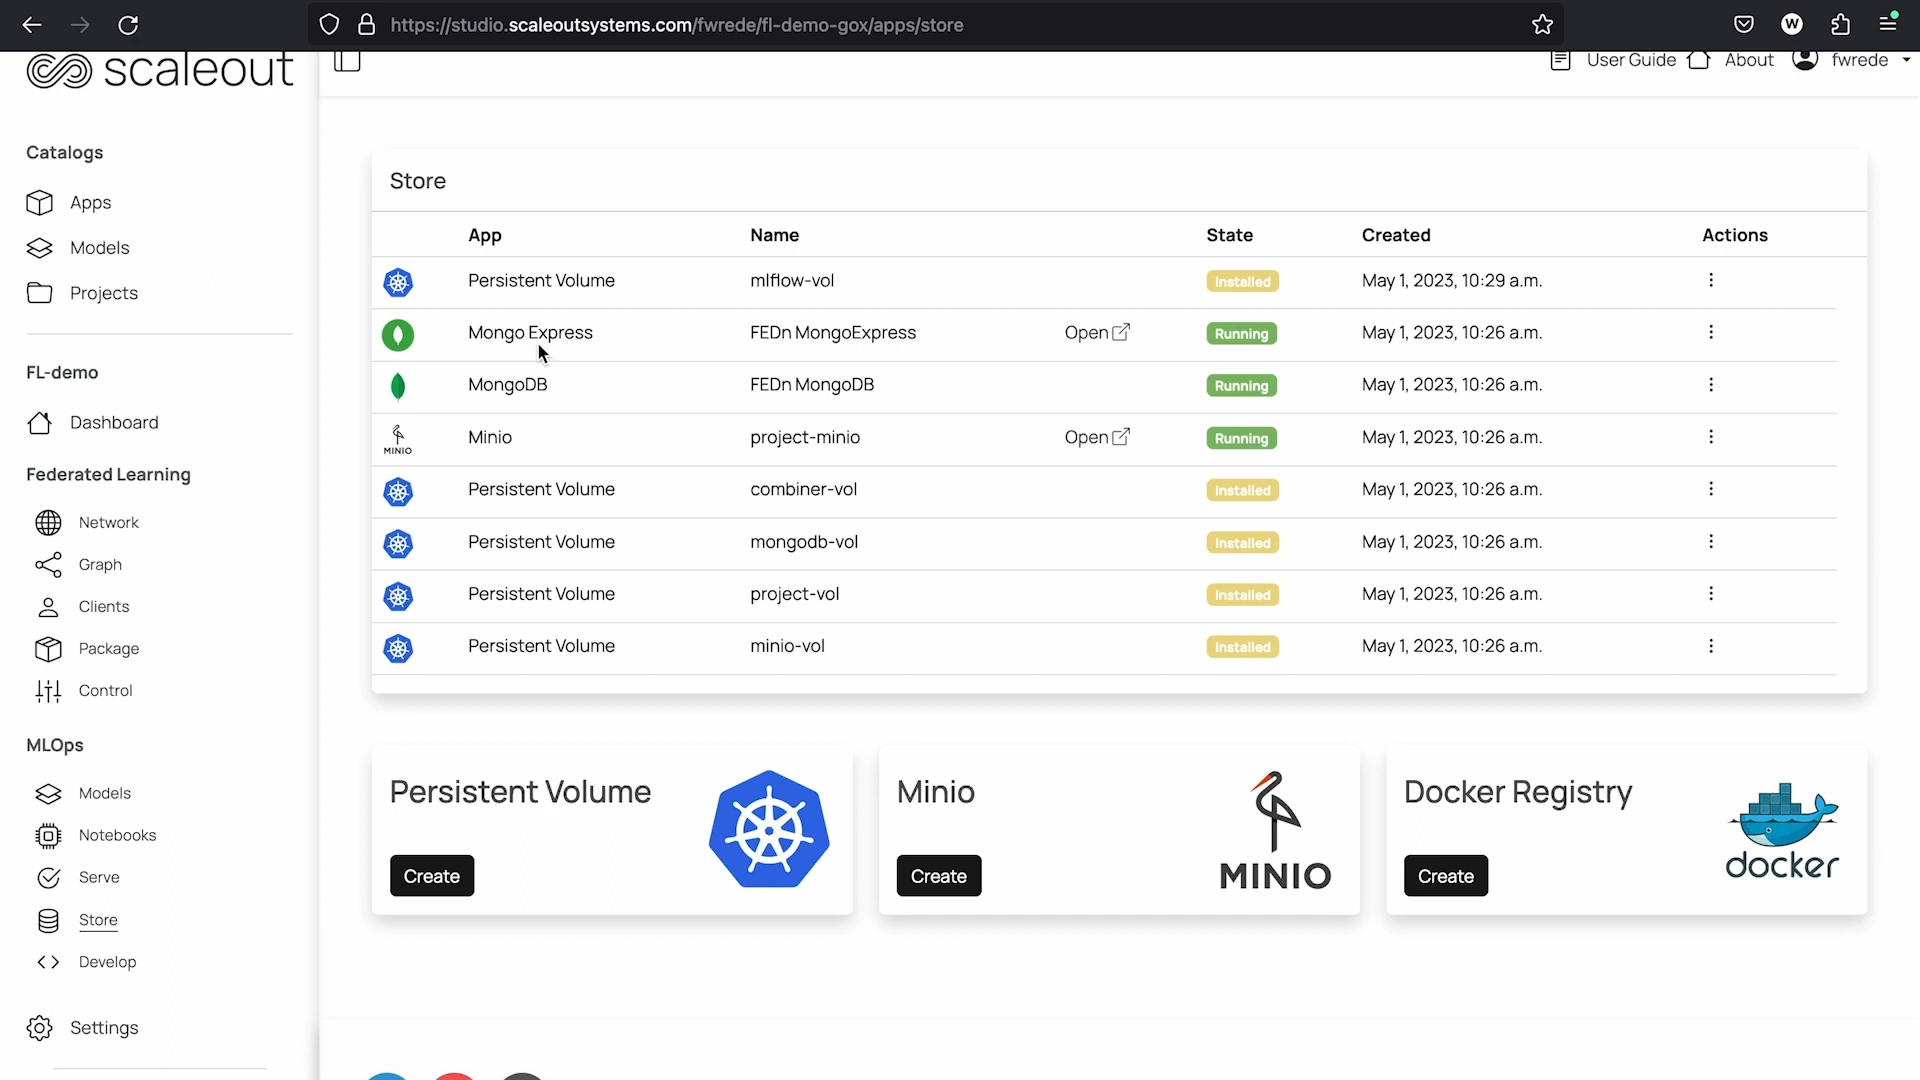 https://studio.scaleoutsystems.com/fwrede/fl-demo-gox/apps/store
W
scaleout
User Guide
About
fwrede
Catalogs
Apps
Models
Projects
FL-demo
Dashboard
Federated Learning
Network
Graph
Clients
Package
Control
MLOps
Models
Notebooks
Serve
Store
Develop
Settings
Store
App Name State Created Actions
Persistent Volume mlflow-vol Installed May 1, 2023, 10:29 a.m.
Mongo Express FEDn MongoExpress Open Running May 1, 2023, 10:26 a.m.
MongoDB FEDn MongoDB Running May 1, 2023, 10:26 a.m.
MINIO Minio project-minio Open Running May 1, 2023, 10:26 a.m.
Persistent Volume combiner-vol Installed May 1, 2023, 10:26 a.m.
Persistent Volume mongodb-vol Installed May 1, 2023, 10:26 a.m.
Persistent Volume project-vol Installed May 1, 2023, 10:26 a.m.
Persistent Volume minio-vol Installed May 1, 2023, 10:26 a.m.
Persistent Volume
Create
Minio
Create
MINIO
Docker Registry
Create
docker